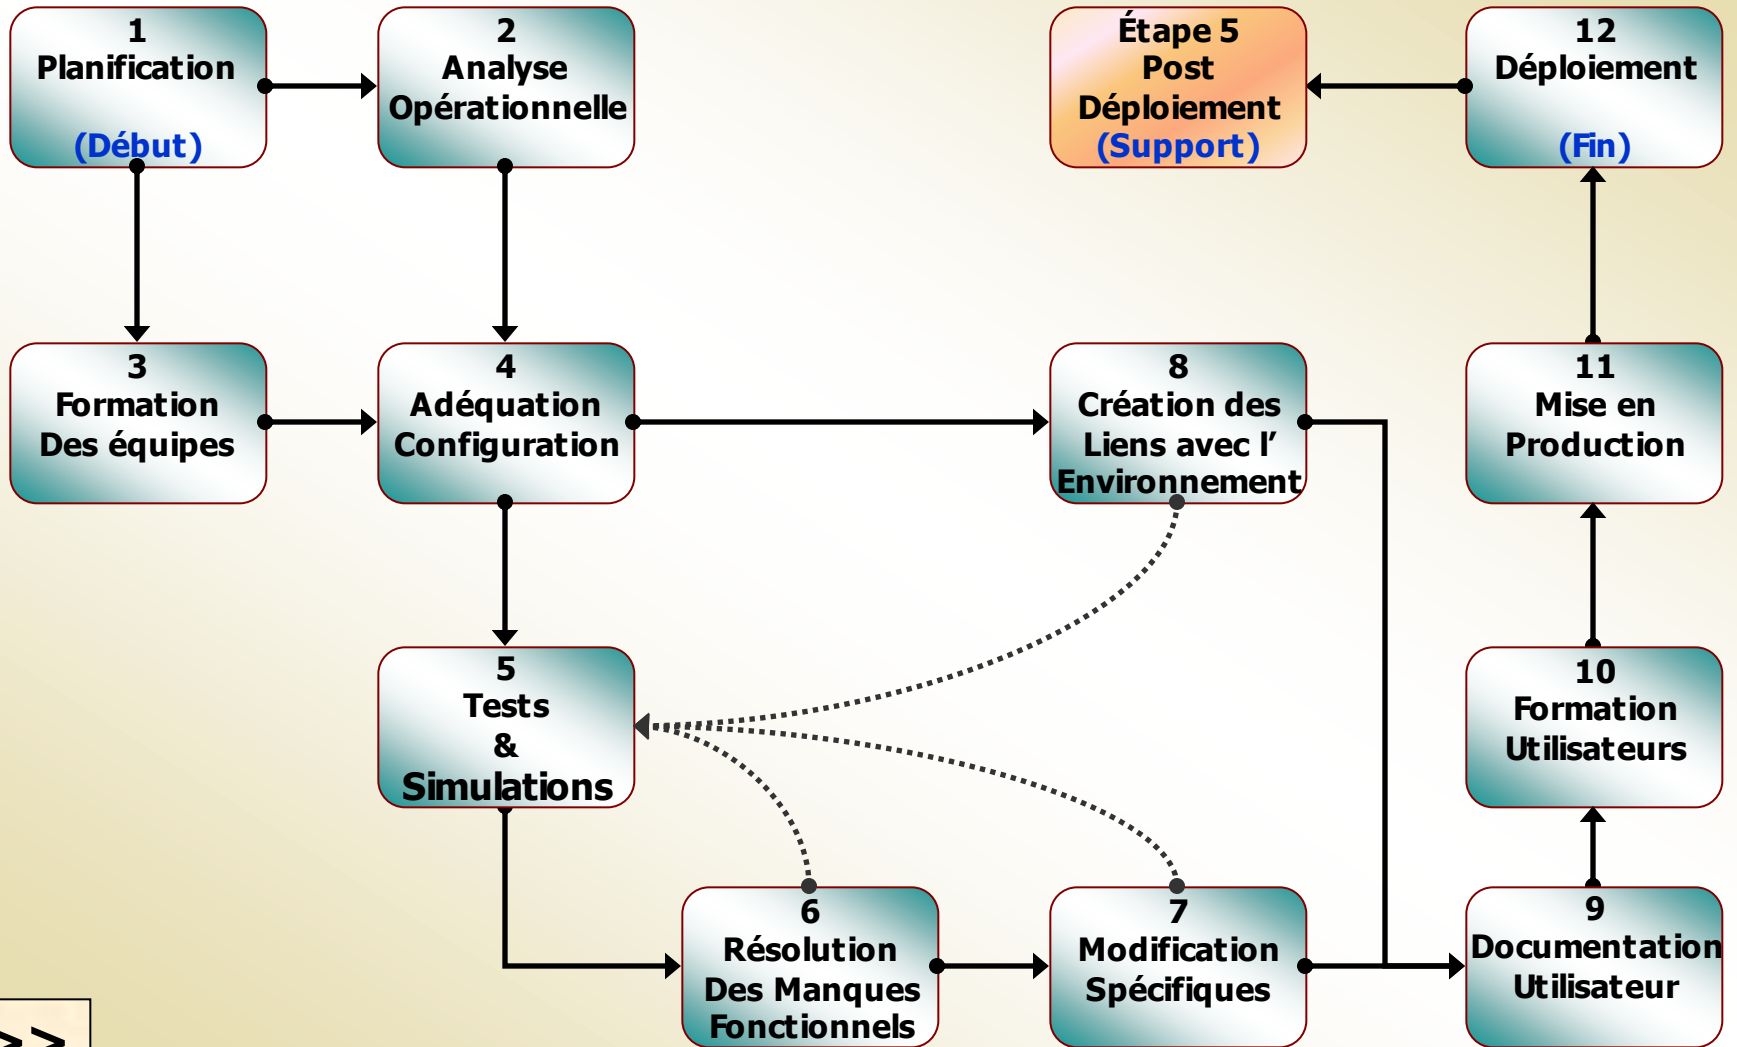 1
Planification
(Début)
2
Analyse
Opérationnelle
Étape 5
Post
Déploiement
(Support)
12
Déploiement
(Fin)
3
Formation
Des équipes
4
Adéquation
Configuration
8
Création des
Liens avec l’
Environnement
11
Mise en
Production
5
Tests
&
Simulations
10
Formation
Utilisateurs
6
Résolution
Des Manques
Fonctionnels
7
Modification
Spécifiques
9
Documentation
Utilisateur
>>